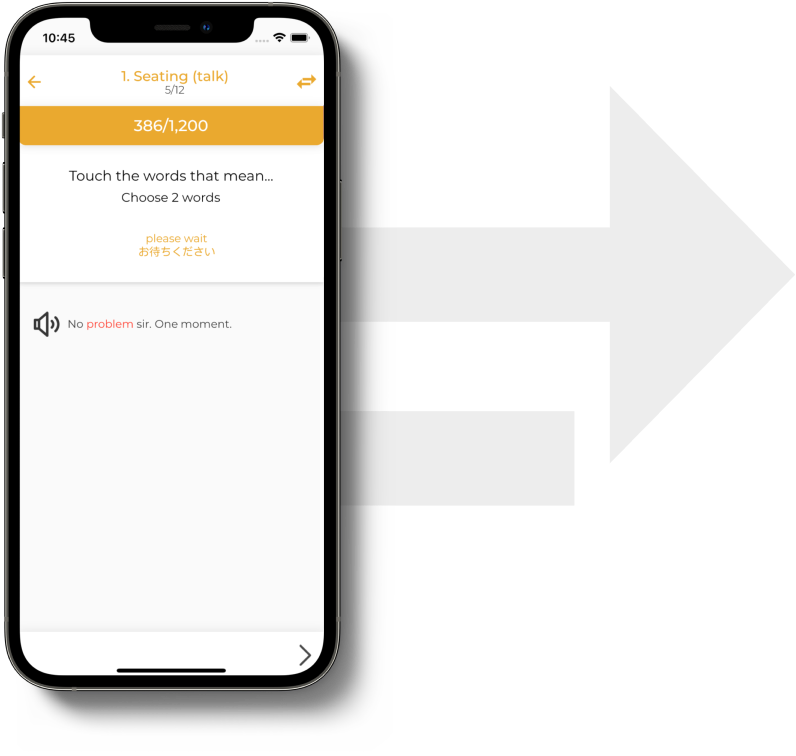 10:45
1. Seating (talk)
5/12
386/1,200
Touch the words that mean...
Choose 2 words
please wait
お待ちください
No problem sir. One moment.